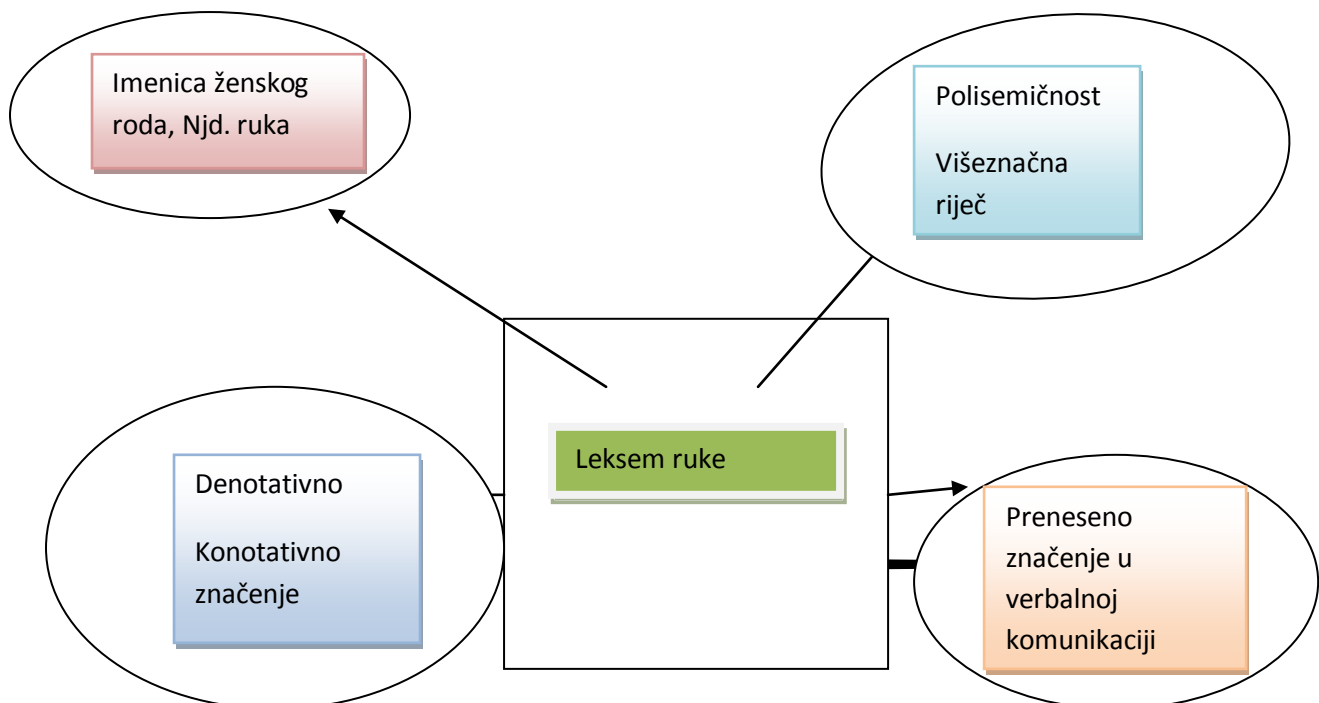 Imenica ženskog
roda, Njd. ruka
Polisemičnost
Višeznačna
riječ
Leksem ruke
Denotativno
Konotativno
značenje
Preneseno
značenje u
verbalnoj
komunikaciji